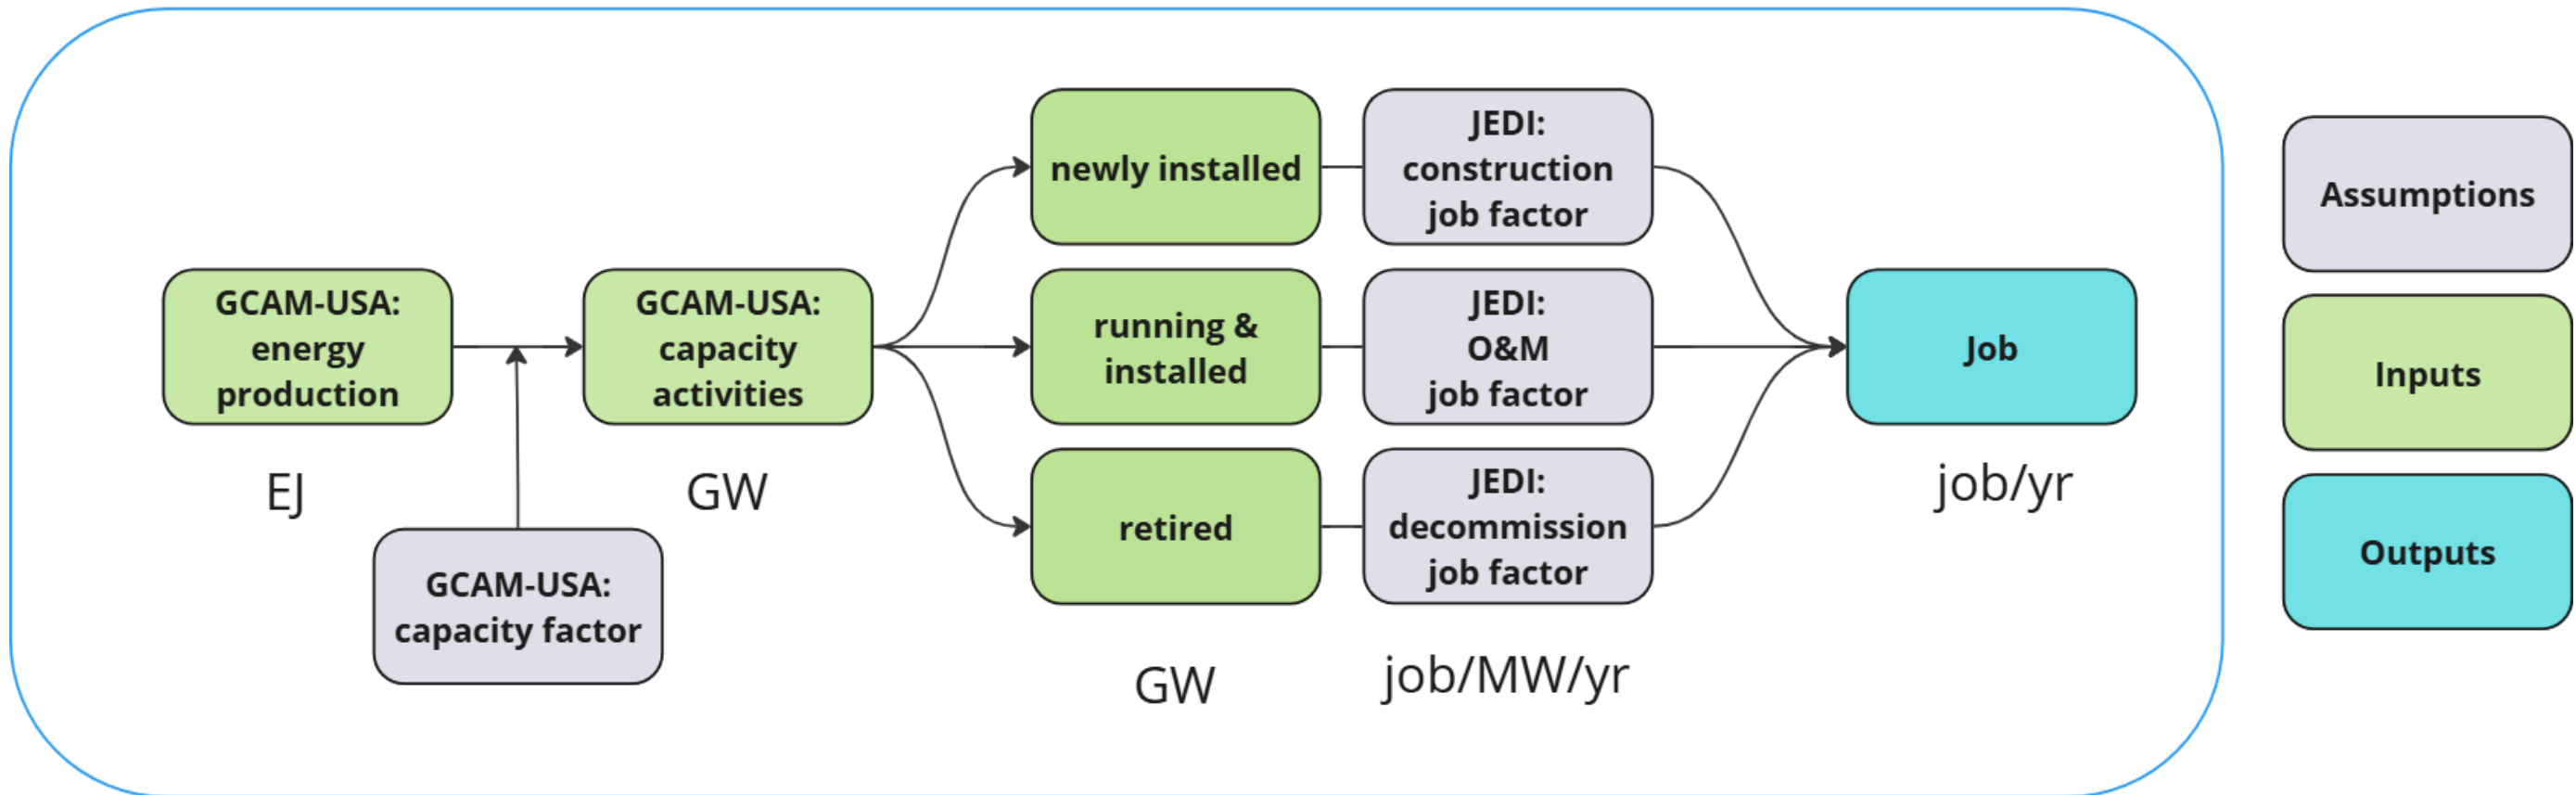 GCAM-USA:
energy
production
EJ
GCAM-USA:
capacity factor
GCAM-USA:
capacity
activities
GW
newly installed
running &
installed
retired
GW
JEDI:
construction
job factor
JEDI:
O&M
job factor
JEDI:
decommission
job factor
job/MW/yr
Job
job/yr
Assumptions
Inputs
Outputs